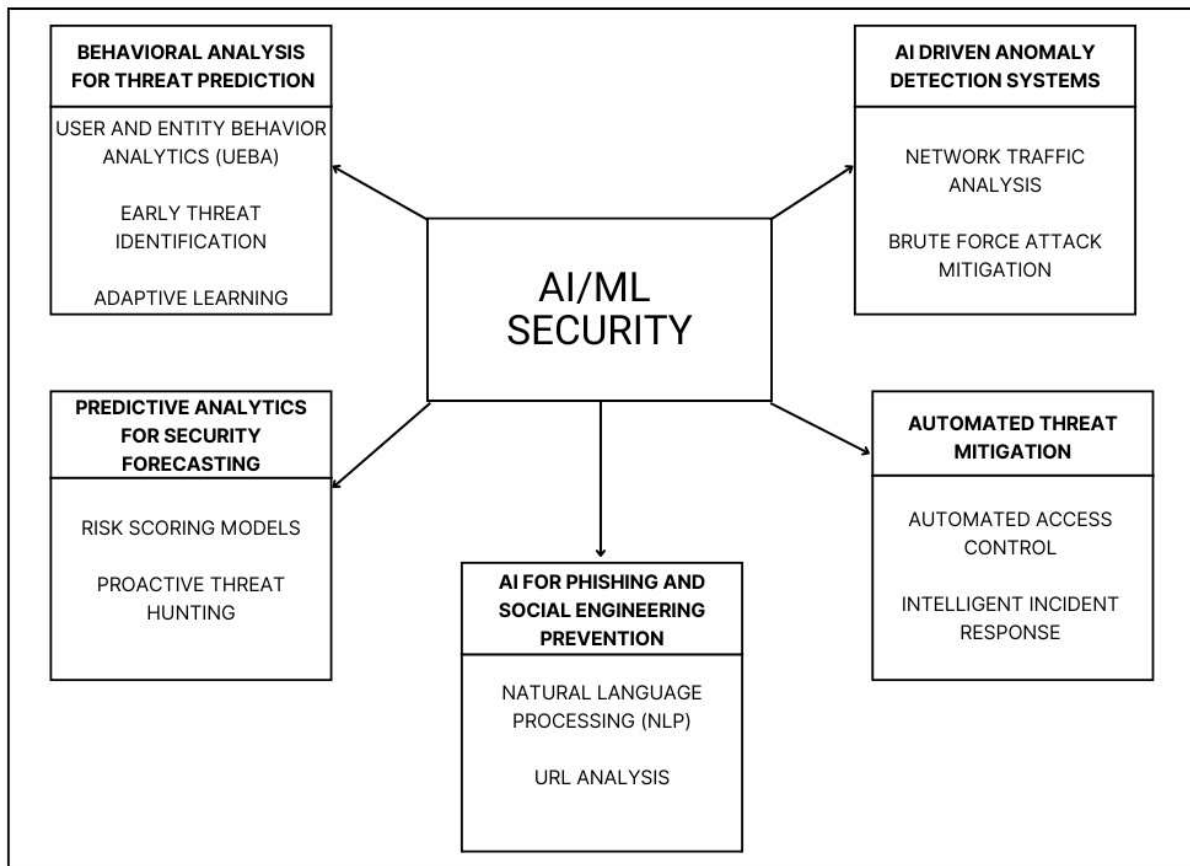 BEHAVIORAL ANALYSIS
FOR THREAT PREDICTION
USER AND ENTITY BEHAVIOR
ANALYTICS (UEBA)
EARLY THREAT
IDENTIFICATION
ADAPTIVE LEARNING
AI DRIVEN ANOMALY
DETECTION SYSTEMS
NETWORK TRAFFIC
ANALYSIS
BRUTE FORCE ATTACK
MITIGATION
AI/ML
SECURITY
PREDICTIVE ANALYTICS
FOR SECURITY
FORECASTING
RISK SCORING MODELS
PROACTIVE THREAT
HUNTING
AI FOR PHISHING AND
SOCIAL ENGINEERING
PREVENTION
NATURAL LANGUAGE
PROCESSING (NLP)
URL ANALYSIS
AUTOMATED THREAT
MITIGATION
AUTOMATED ACCESS
CONTROL
INTELLIGENT INCIDENT
RESPONSE